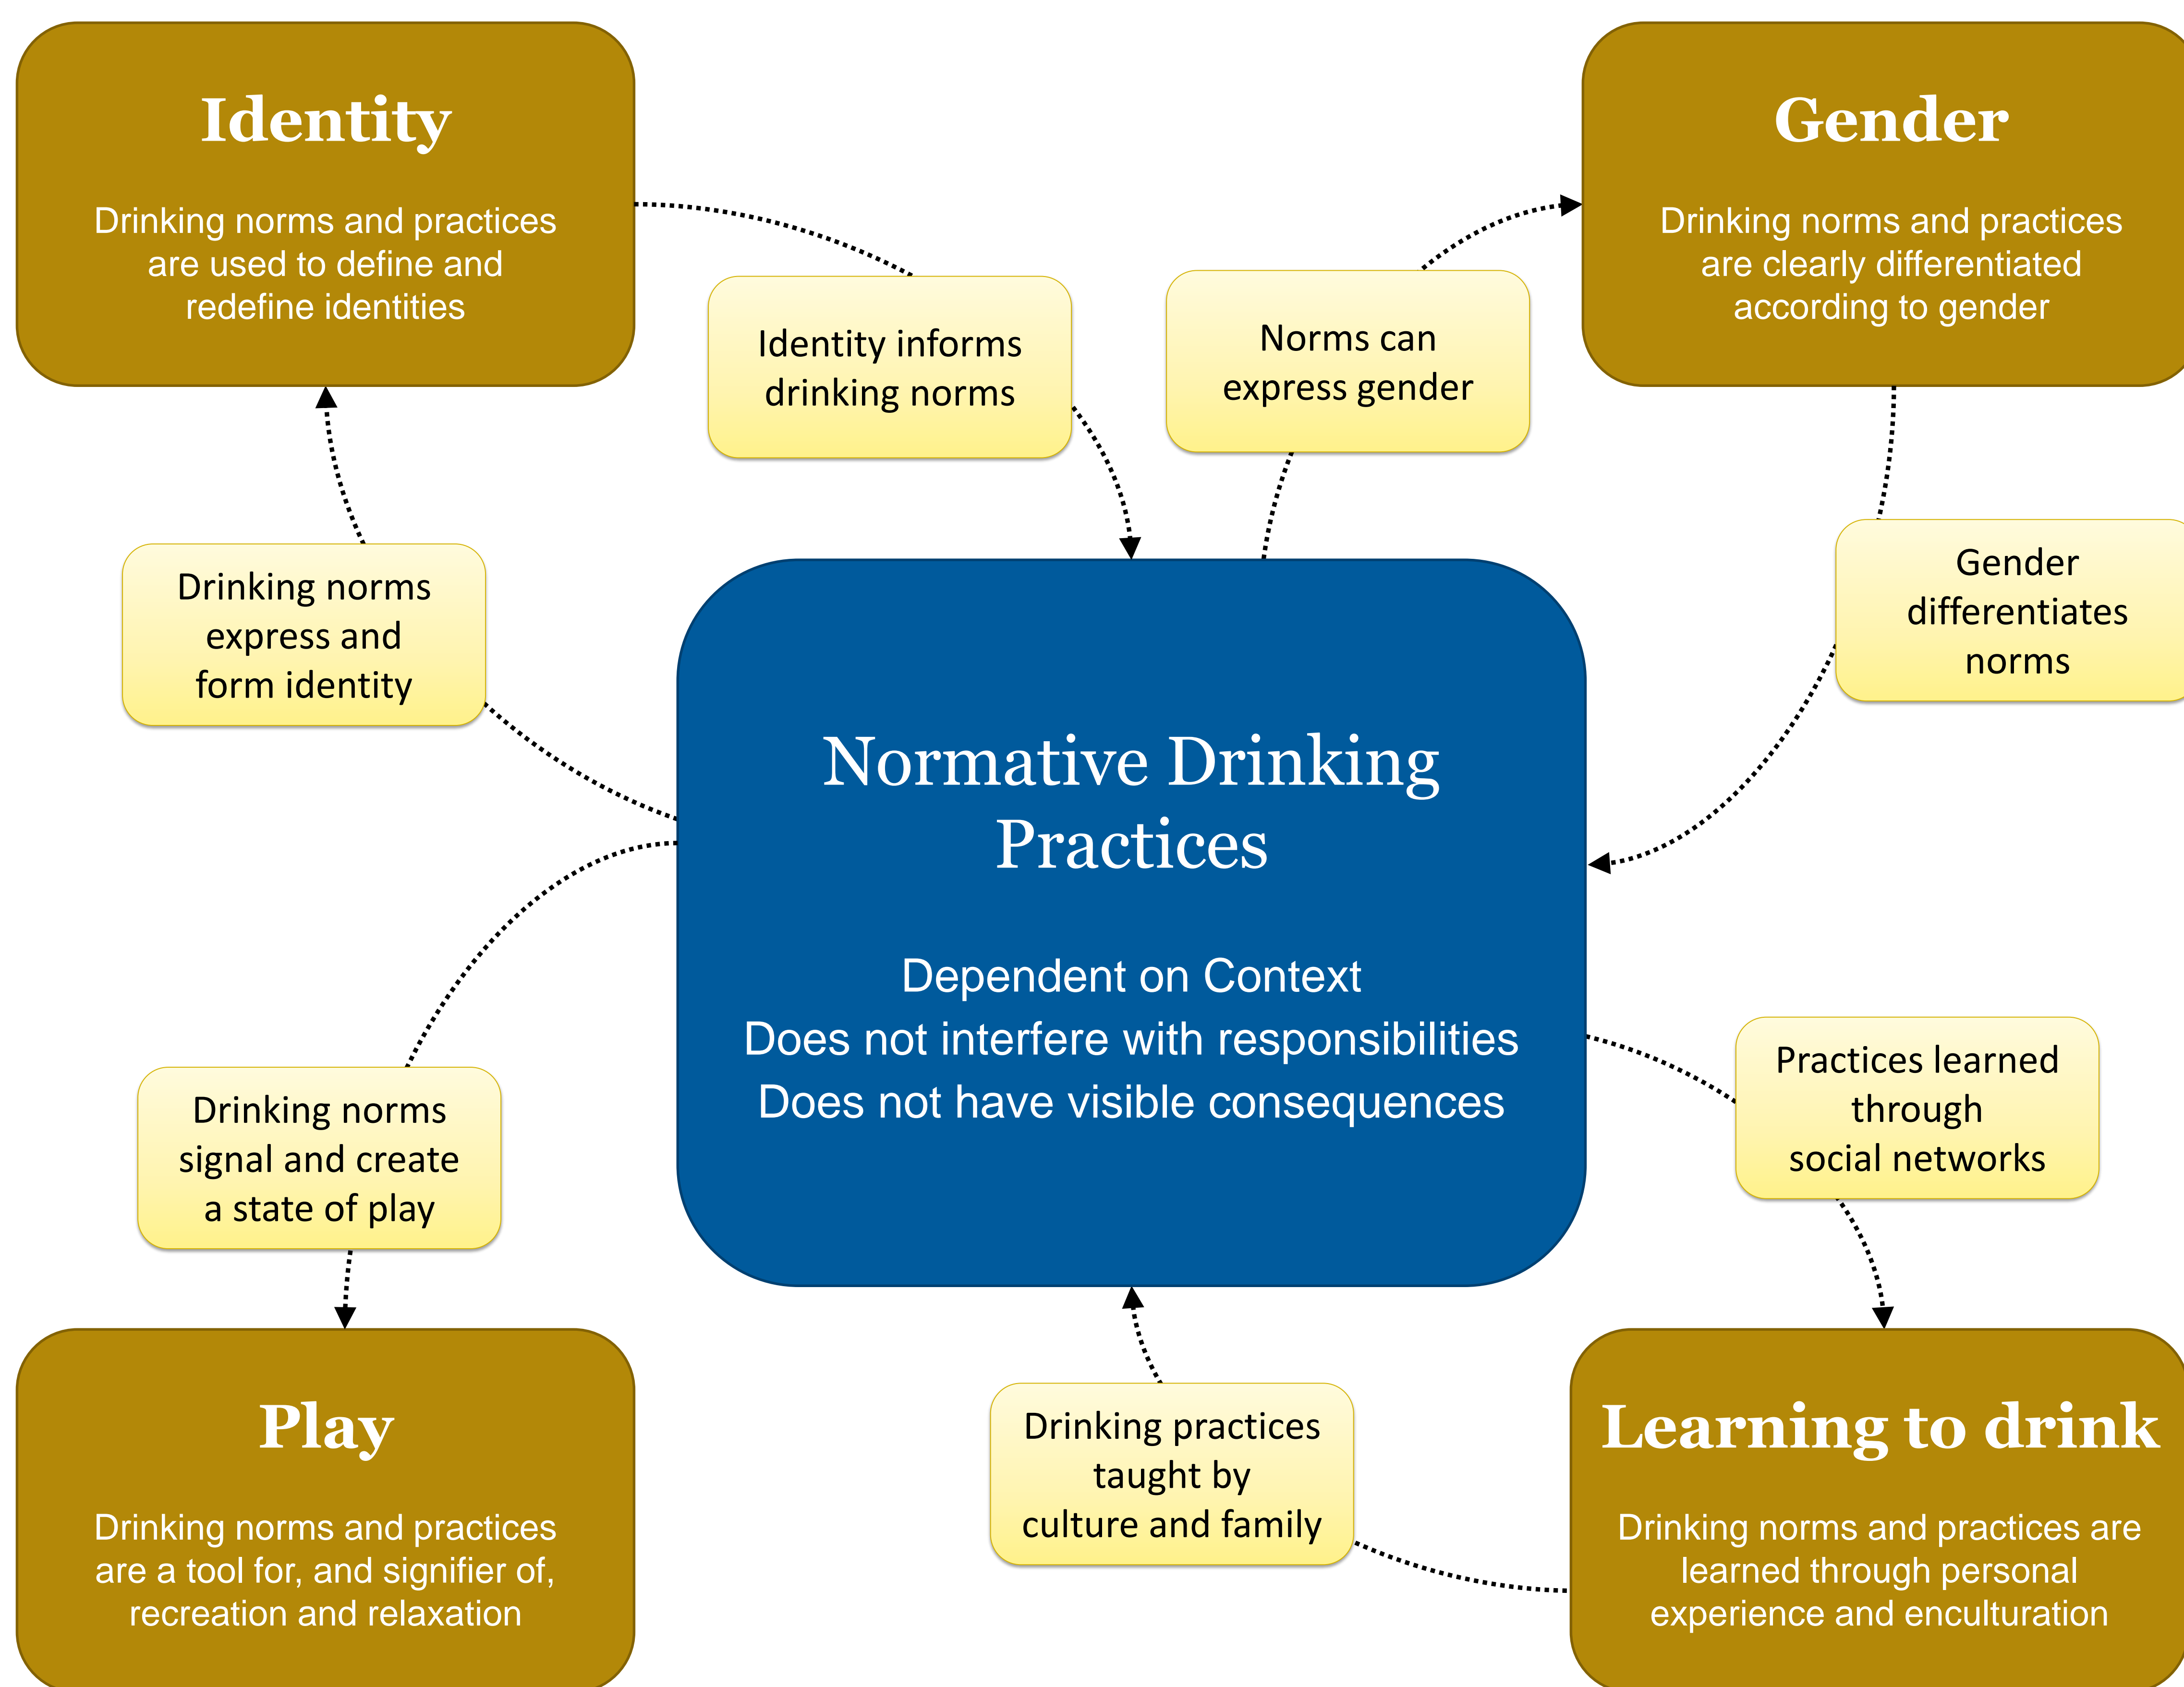 Identity
Drinking norms and practices
are used to define and
redefine identities
Gender
Drinking norms and practices
are clearly differentiated
according to gender
Identity informs
drinking norms
Norms can
express gender
Drinking norms
express and
form identity
Gender
differentiates
norms
Normative Drinking
Practices
Dependent on Context
Does not interfere with responsibilities
Does not have visible consequences
Drinking norms
signal and create
a state of play
Practices learned
through
social networks
Play
Drinking norms and practices
are a tool for, and signifier of,
recreation and relaxation
Drinking practices
taught by
culture and family
Learning to drink
Drinking norms and practices are
learned through personal
experience and enculturation